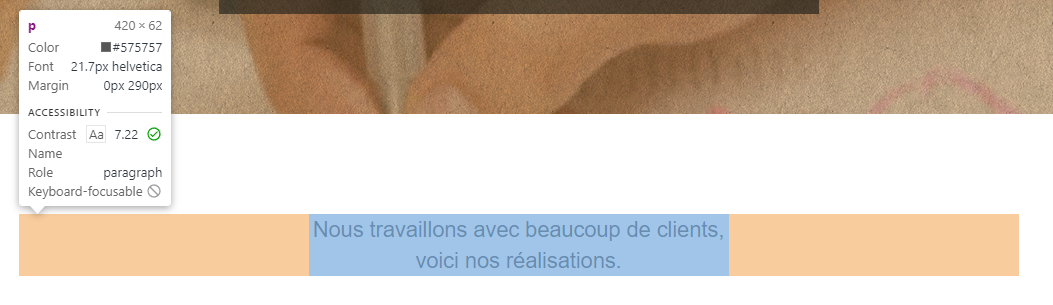 p 420 × 62
Color #575757
Font 21.7px helvetica
Margin 0px 290px
ACCESSIBILITY
Contrast Aa 7.22
Name
Role paragraph
Keyboard-focusable
Nous travaillons avec beaucoup de clients,
voici nos réalisations.